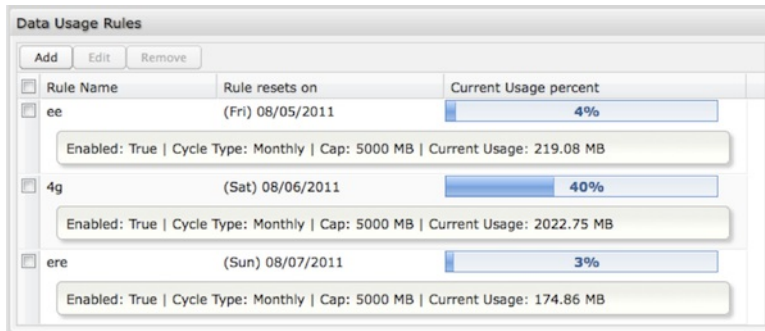 Data Usage Rules
Add Edit Remove
Rule Name Rule resets on Current Usage percent
ee (Fri) 08/05/2011 4%
Enabled: True | Cycle Type: Monthly | Cap: 5000 MB | Current Usage: 219.08 MB
4g (Sat) 08/06/2011 40%
Enabled: True | Cycle Type: Monthly | Cap: 5000 MB | Current Usage: 2022.75 MB
ere (Sun) 08/07/2011 3%
Enabled: True | Cycle Type: Monthly | Cap: 5000 MB | Current Usage: 174.86 MB